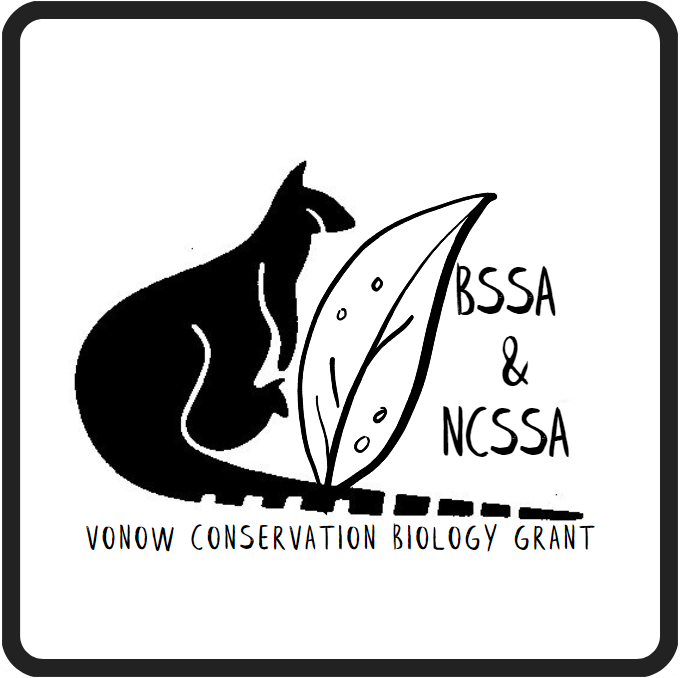 BSSA
&
NCSSA
VONOW CONSERVATION BIOLOGY GRANT